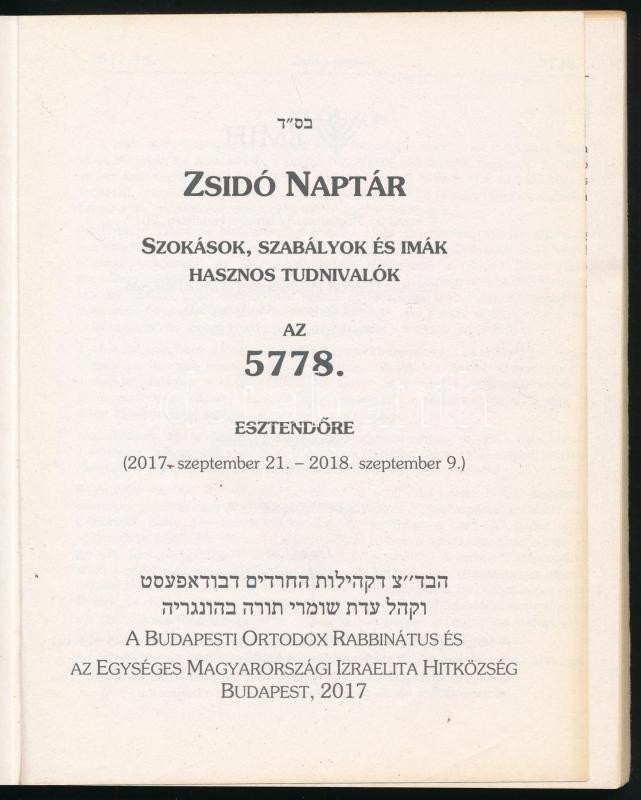 בס״ד
ZSIDÓ NAPTÁR
SZOKÁSOK, SZABÁLYOK ÉS IMÁK
HASZNOS TUDNIVALÓK
AZ
5778.
ESZTENDŐRE
(2017. szeptember 21. – 2018. szeptember 9.)
הבד״צ דקהילות החרדים דבודאפעסט
וקהל עדת שומרי תורה בהונגריה
A BUDAPESTI ORTODOX RABBINÁTUS ÉS
AZ EGYSÉGES MAGYARORSZÁGI IZRAELITA HITKÖZSÉG
BUDAPEST, 2017
darabanth
EMIH